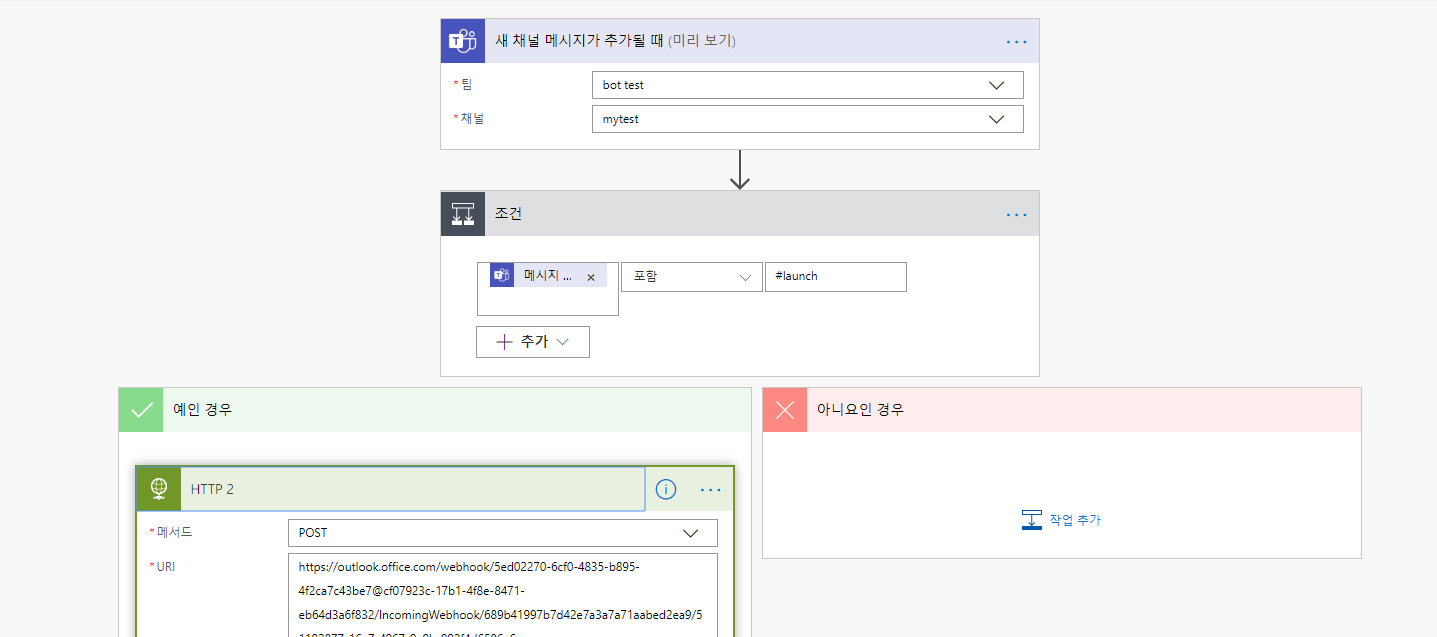 새 채널 메시지가 추가될 때 (미리 보기)
* 팀
bot test
* 채널
mytest
조건
메시지 ...
포함
#launch
추가
예인 경우
아니요인 경우
HTTP 2
* 메서드
POST
* URI
https://outlook.office.com/webhook/5ed02270-6cf0-4835-b895-
4f2ca7c43be7@cf07923c-17b1-4f8e-8471-
eb64d3a6f832/IncomingWebhook/689b41997b7d42e7a3a7a71aabed2ea9/5
작업 추가